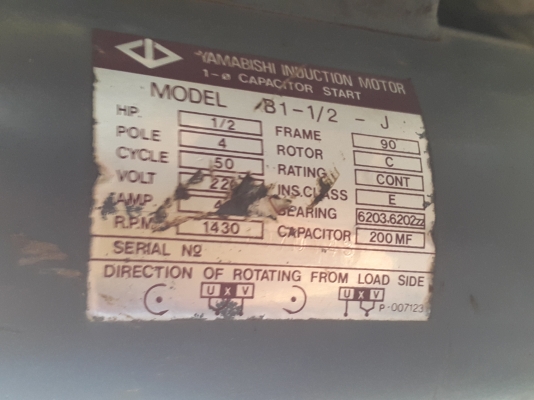 YAMABISHI INDUCTION MOTOR
1-ø CAPACITOR START
MODEL B1-1/2 - J
HP. 1/2 FRAME 90
POLE 4 ROTOR C
CYCLE 50 RATING CONT
VOLT INS.CLASS E
AMP. BEARING 6203.6202ZZ
R.P.M 1430 CAPACITOR 200MF
SERIAL Nº
DIRECTION OF ROTATING FROM LOAD SIDE
U X V U X V
P-007123